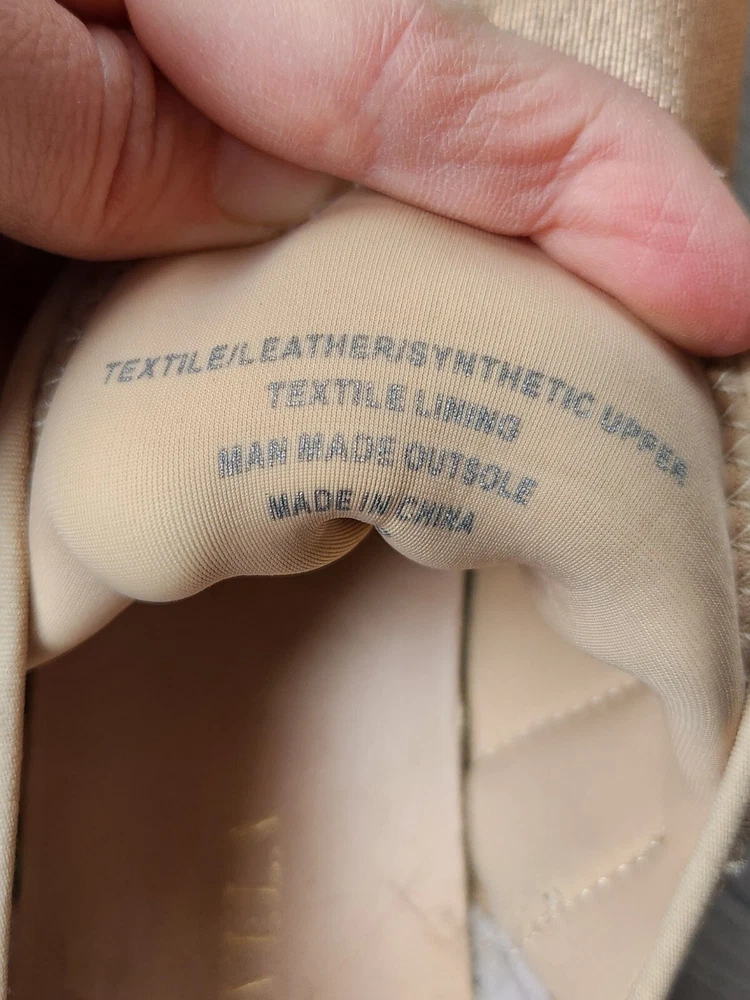 TEXTILE/LEATHER/SYNTHETIC UPPER
TEXTILE LINING
MAN MADE OUTSOLE
MADE IN CHINA